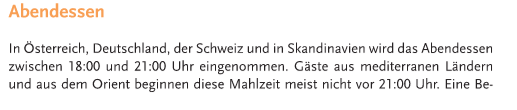 Abendessen
In Österreich, Deutschland, der Schweiz und in Skandinavien wird das Abendessen
zwischen 18:00 und 21:00 Uhr eingenommen. Gäste aus mediterranen Ländern
und aus dem Orient beginnen diese Mahlzeit meist nicht vor 21:00 Uhr. Eine Be-